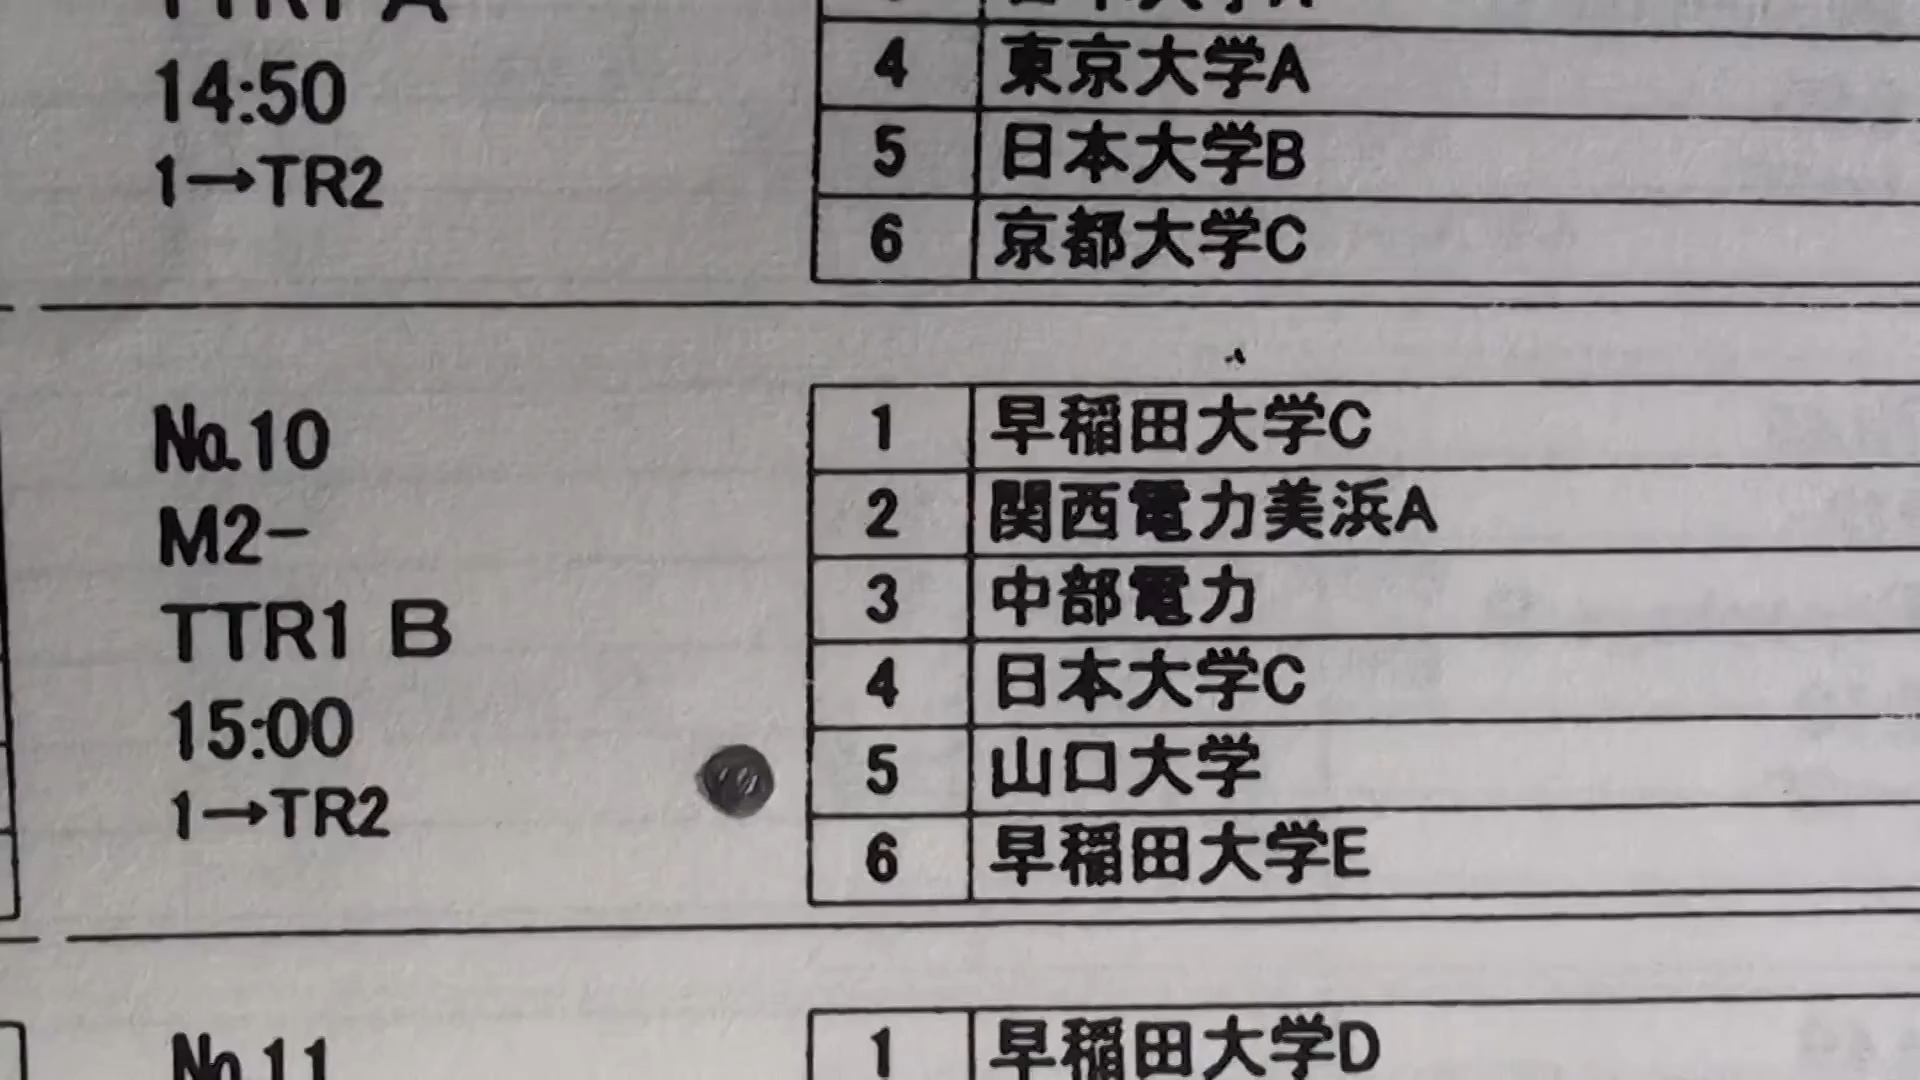 TTR1 A
14:50
1→TR2
4 東京大学A
5 日本大学B
6 京都大学C
No.10
M2-
TTR1 B
15:00
1→TR2
1 早稲田大学C
2 関西電力美浜A
3 中部電力
4 日本大学C
5 山口大学
6 早稲田大学E
No.11
1 早稲田大学D